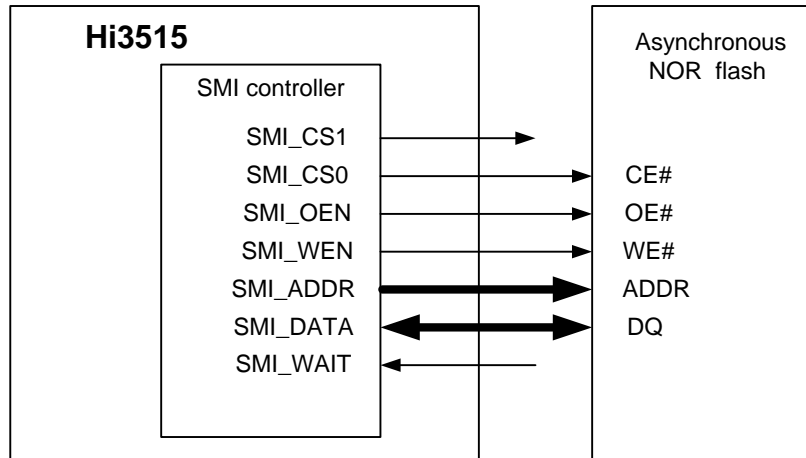 Hi3515
Asynchronous
NOR flash
SMI controller
SMI_CS1
SMI_CS0
CE#
SMI_OEN
OE#
SMI_WEN
WE#
SMI_ADDR
ADDR
SMI_DATA
DQ
SMI_WAIT